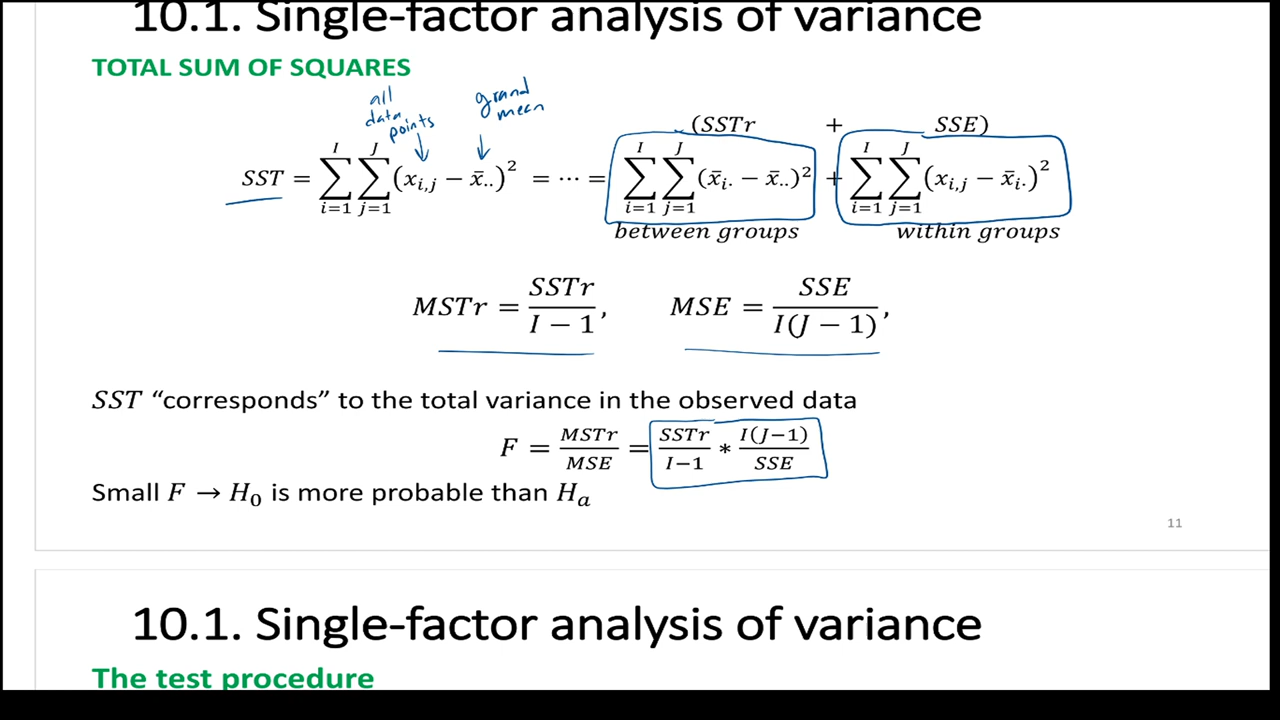 10.1. Single-factor analysis of variance
TOTAL SUM OF SQUARES
all data points
grand mean
(SSTr + SSE)
SST = ∑_{i=1}^{I} ∑_{j=1}^{J} (x_{i,j} − x̄..)² = ⋯ = ∑_{i=1}^{I} ∑_{j=1}^{J} (x̄_{i.} − x̄..)² + ∑_{i=1}^{I} ∑_{j=1}^{J} (x_{i,j} − x̄_{i.})²
between groups within groups
MSTr = SSTr / (I − 1), MSE = SSE / (I(J − 1)),
SST “corresponds” to the total variance in the observed data
F = MSTr/MSE = SSTr/(I−1) * I(J−1)/SSE
Small F → H₀ is more probable than Hₐ
11
10.1. Single-factor analysis of variance
The test procedure